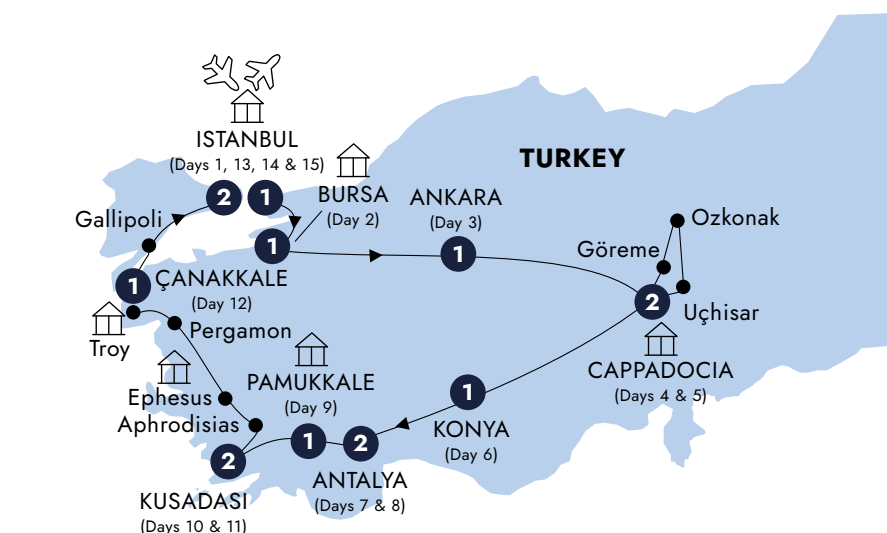 ISTANBUL
(Days 1, 13, 14 & 15)
TURKEY
2
1
BURSA
(Day 2)
ANKARA
(Day 3)
Gallipoli
Ozkonak
1
1
Göreme
1
ÇANAKKALE
(Day 12)
2
Uçhisar
Troy
Pergamon
PAMUKKALE
(Day 9)
CAPPADOCIA
(Days 4 & 5)
Ephesus
Aphrodisias
1
KONYA
(Day 6)
2
1
2
ANTALYA
(Days 7 & 8)
KUSADASI
(Days 10 & 11)